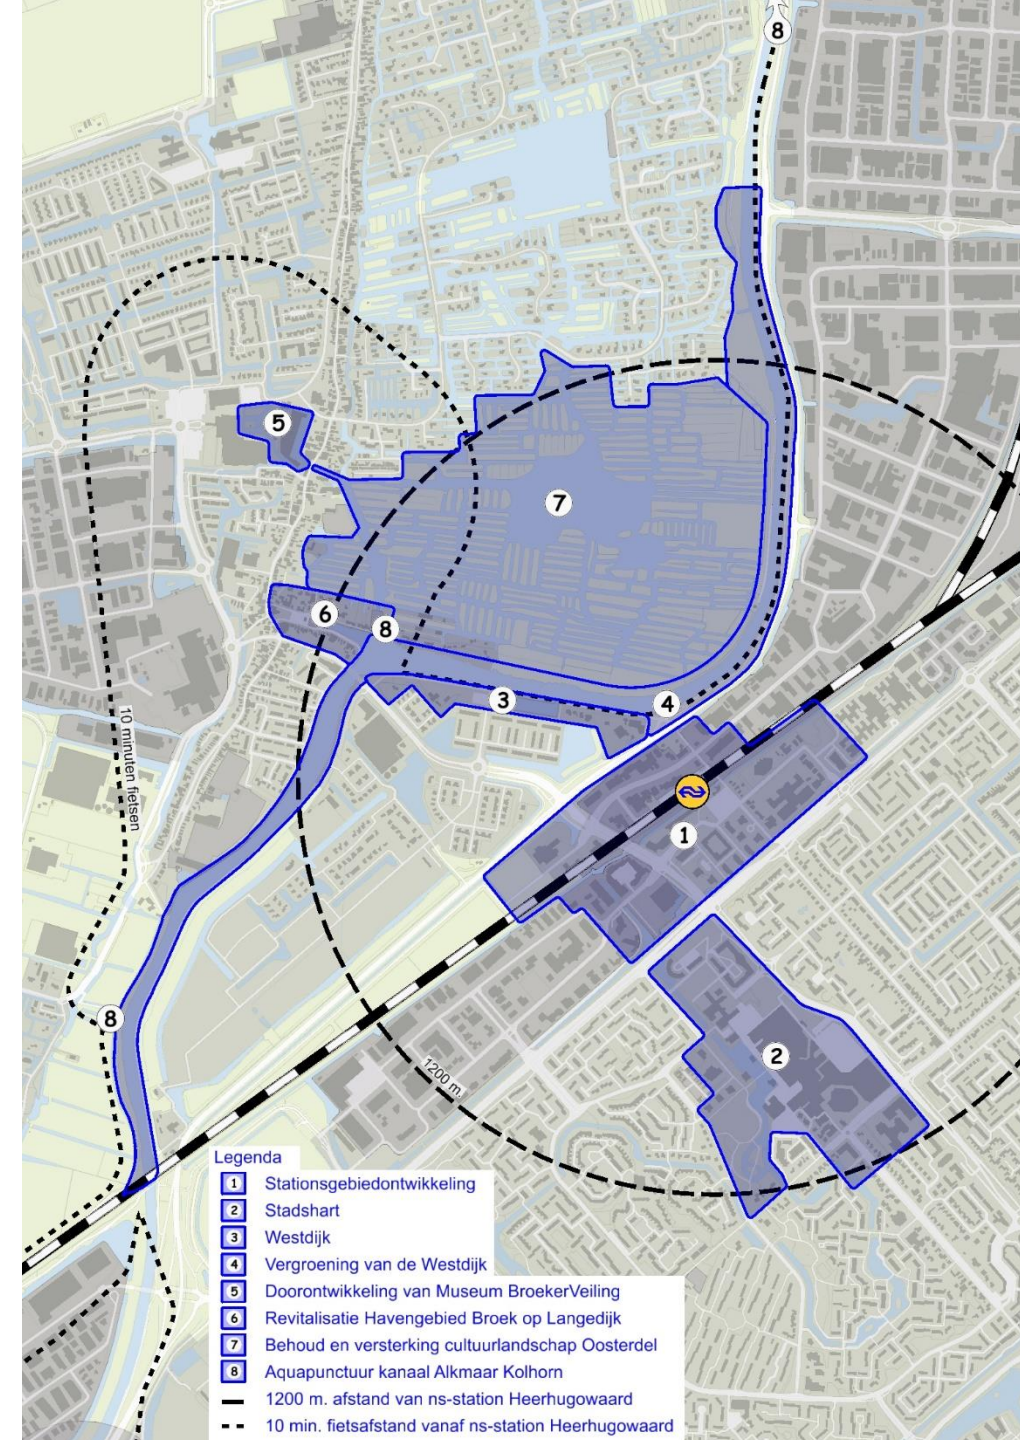 8
5
7
6
8
3
4
10 minuten fietsen
1
8
2
1200 m.
Legenda
1 Stationsgebiedontwikkeling
2 Stadshart
3 Westdijk
4 Vergroening van de Westdijk
5 Doorontwikkeling van Museum BroekerVeiling
6 Revitalisatie Havengebied Broek op Langedijk
7 Behoud en versterking cultuurlandschap Oosterdel
8 Aquapunctuur kanaal Alkmaar Kolhorn
1200 m. afstand van ns-station Heerhugowaard
10 min. fietsafstand vanaf ns-station Heerhugowaard